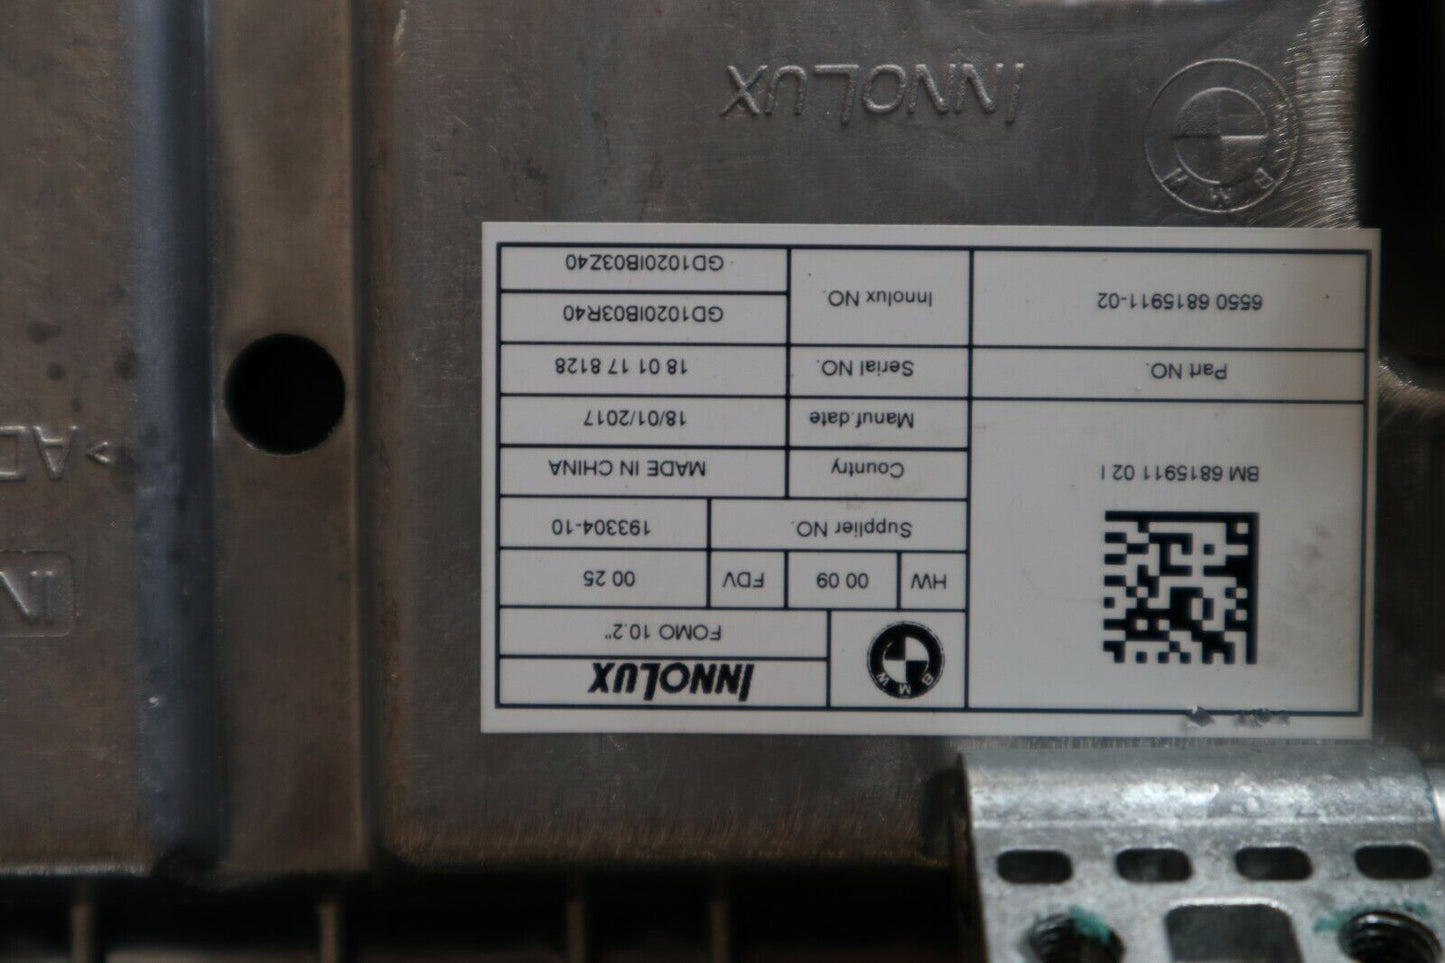 INNOLUX
FOMO 10.2"
BMW
HW
00 09
FDV
00 25
Supplier NO.
193304-10
Country
MADE IN CHINA
Manuf.date
18/01/2017
Serial NO.
18 01 17 8128
Innolux NO.
GD1020IB03R40
GD1020IB03Z40
BM 6815911 02 I
Part NO.
6550 6815911-02
BMW
INNOLUX